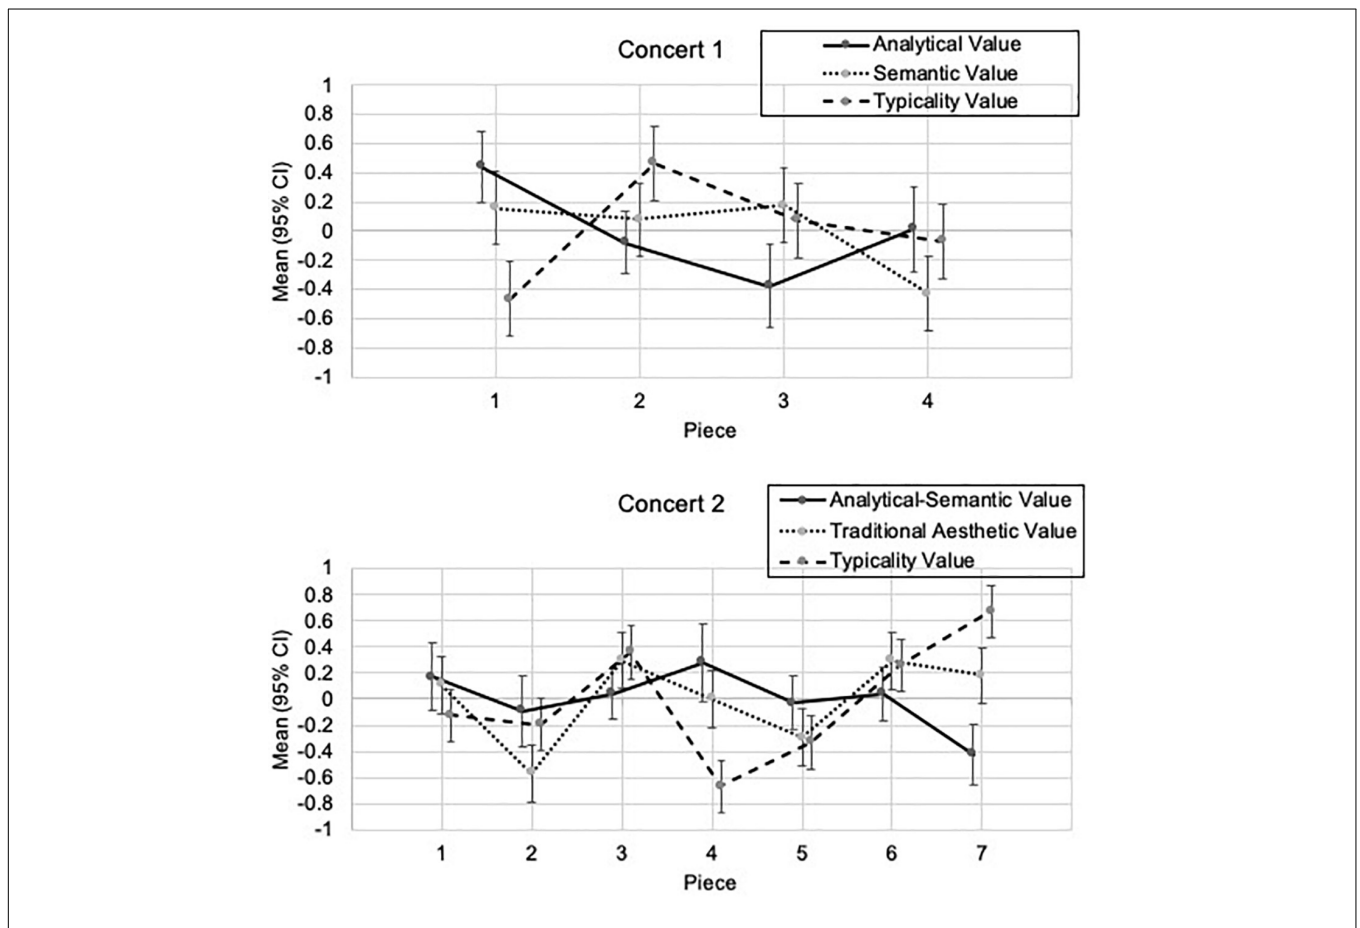 Concert 1
Analytical Value
Semantic Value
Typicality Value
Mean (95% CI)
1
0.8
0.6
0.4
0.2
0
-0.2
-0.4
-0.6
-0.8
-1
1 2 3 4
Piece
Concert 2
Analytical-Semantic Value
Traditional Aesthetic Value
Typicality Value
Mean (95% CI)
1
0.8
0.6
0.4
0.2
0
-0.2
-0.4
-0.6
-0.8
-1
1 2 3 4 5 6 7
Piece